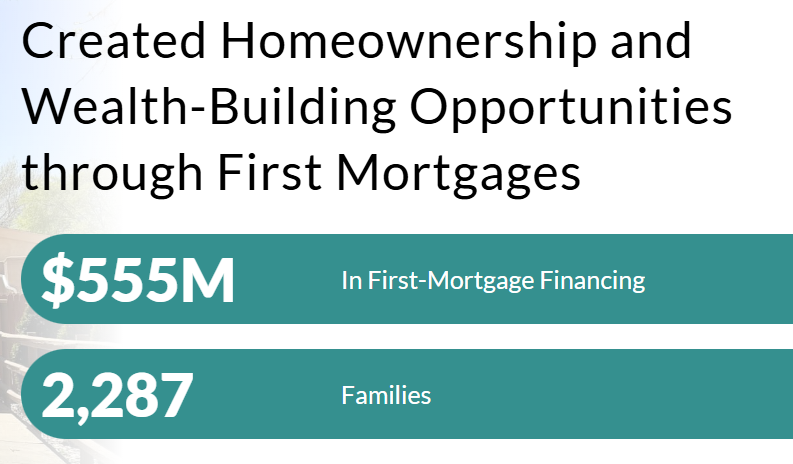 Created Homeownership and
Wealth-Building Opportunities
through First Mortgages
$555M In First-Mortgage Financing
2,287 Families